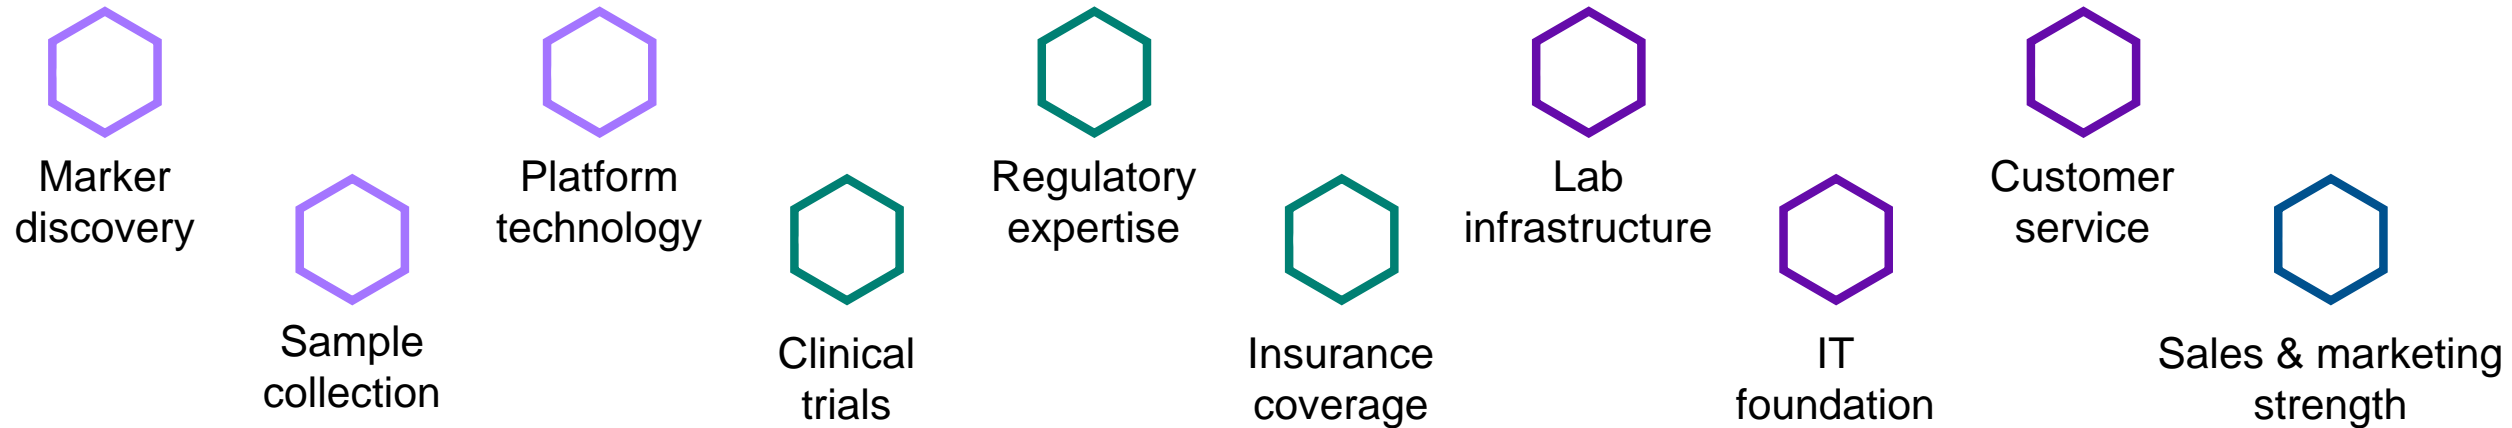 Marker
discovery
Sample
collection
Platform
technology
Clinical
trials
Regulatory
expertise
Insurance
coverage
Lab
infrastructure
IT
foundation
Customer
service
Sales & marketing
strength